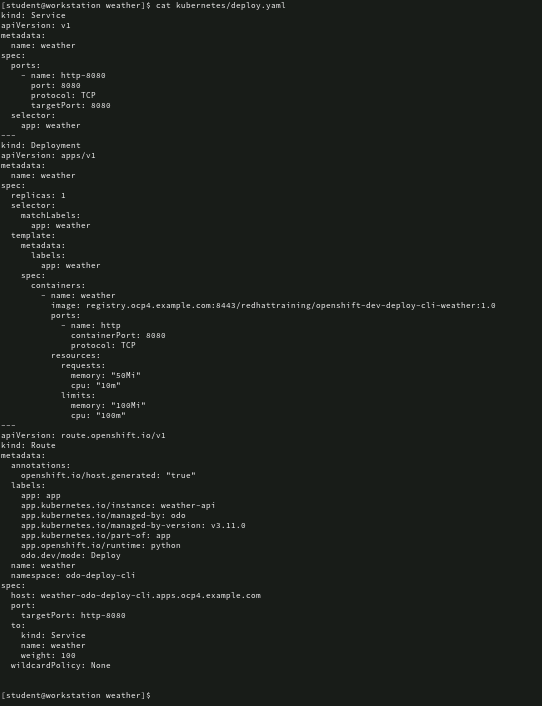 [student@workstation weather]$ cat kubernetes/deploy.yaml
kind: Service
apiVersion: v1
metadata:
  name: weather
spec:
  ports:
    - name: http-8080
      port: 8080
      protocol: TCP
      targetPort: 8080
  selector:
    app: weather
---
kind: Deployment
apiVersion: apps/v1
metadata:
  name: weather
spec:
  replicas: 1
  selector:
    matchLabels:
      app: weather
  template:
    metadata:
      labels:
        app: weather
    spec:
      containers:
        - name: weather
          image: registry.ocp4.example.com:8443/redhattraining/openshift-dev-deploy-cli-weather:1.0
          ports:
            - name: http
              containerPort: 8080
              protocol: TCP
          resources:
            requests:
              memory: "50Mi"
              cpu: "10m"
            limits:
              memory: "100Mi"
              cpu: "100m"
---
apiVersion: route.openshift.io/v1
kind: Route
metadata:
  annotations:
    openshift.io/host.generated: "true"
  labels:
    app: app
    app.kubernetes.io/instance: weather-api
    app.kubernetes.io/managed-by: odo
    app.kubernetes.io/managed-by-version: v3.11.0
    app.kubernetes.io/part-of: app
    app.openshift.io/runtime: python
    odo.dev/mode: Deploy
  name: weather
  namespace: odo-deploy-cli
spec:
  host: weather-odo-deploy-cli.apps.ocp4.example.com
  port:
    targetPort: http-8080
  to:
    kind: Service
    name: weather
    weight: 100
  wildcardPolicy: None
[student@workstation weather]$